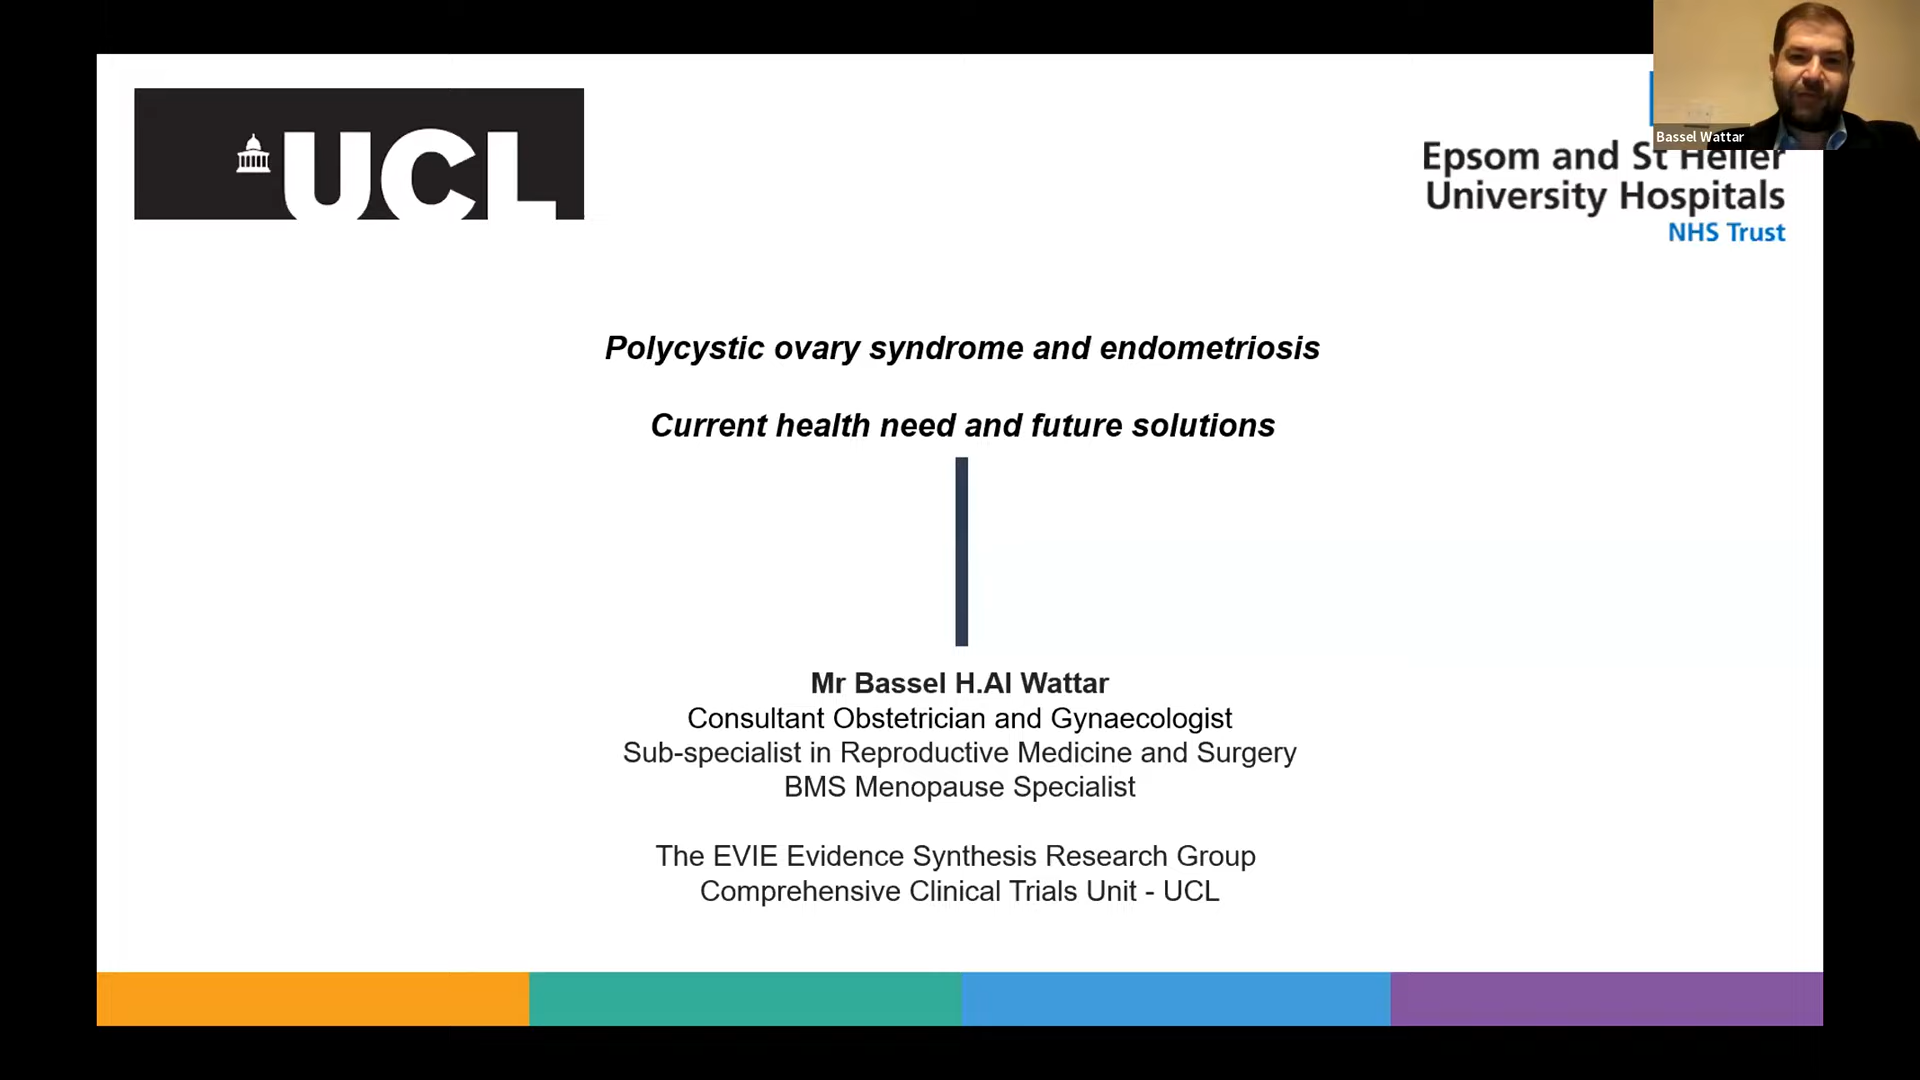 UCL
Bassel Wattar
Epsom and St Helier
University Hospitals
NHS Trust
Polycystic ovary syndrome and endometriosis
Current health need and future solutions
Mr Bassel H.Al Wattar
Consultant Obstetrician and Gynaecologist
Sub-specialist in Reproductive Medicine and Surgery
BMS Menopause Specialist
The EVIE Evidence Synthesis Research Group
Comprehensive Clinical Trials Unit - UCL